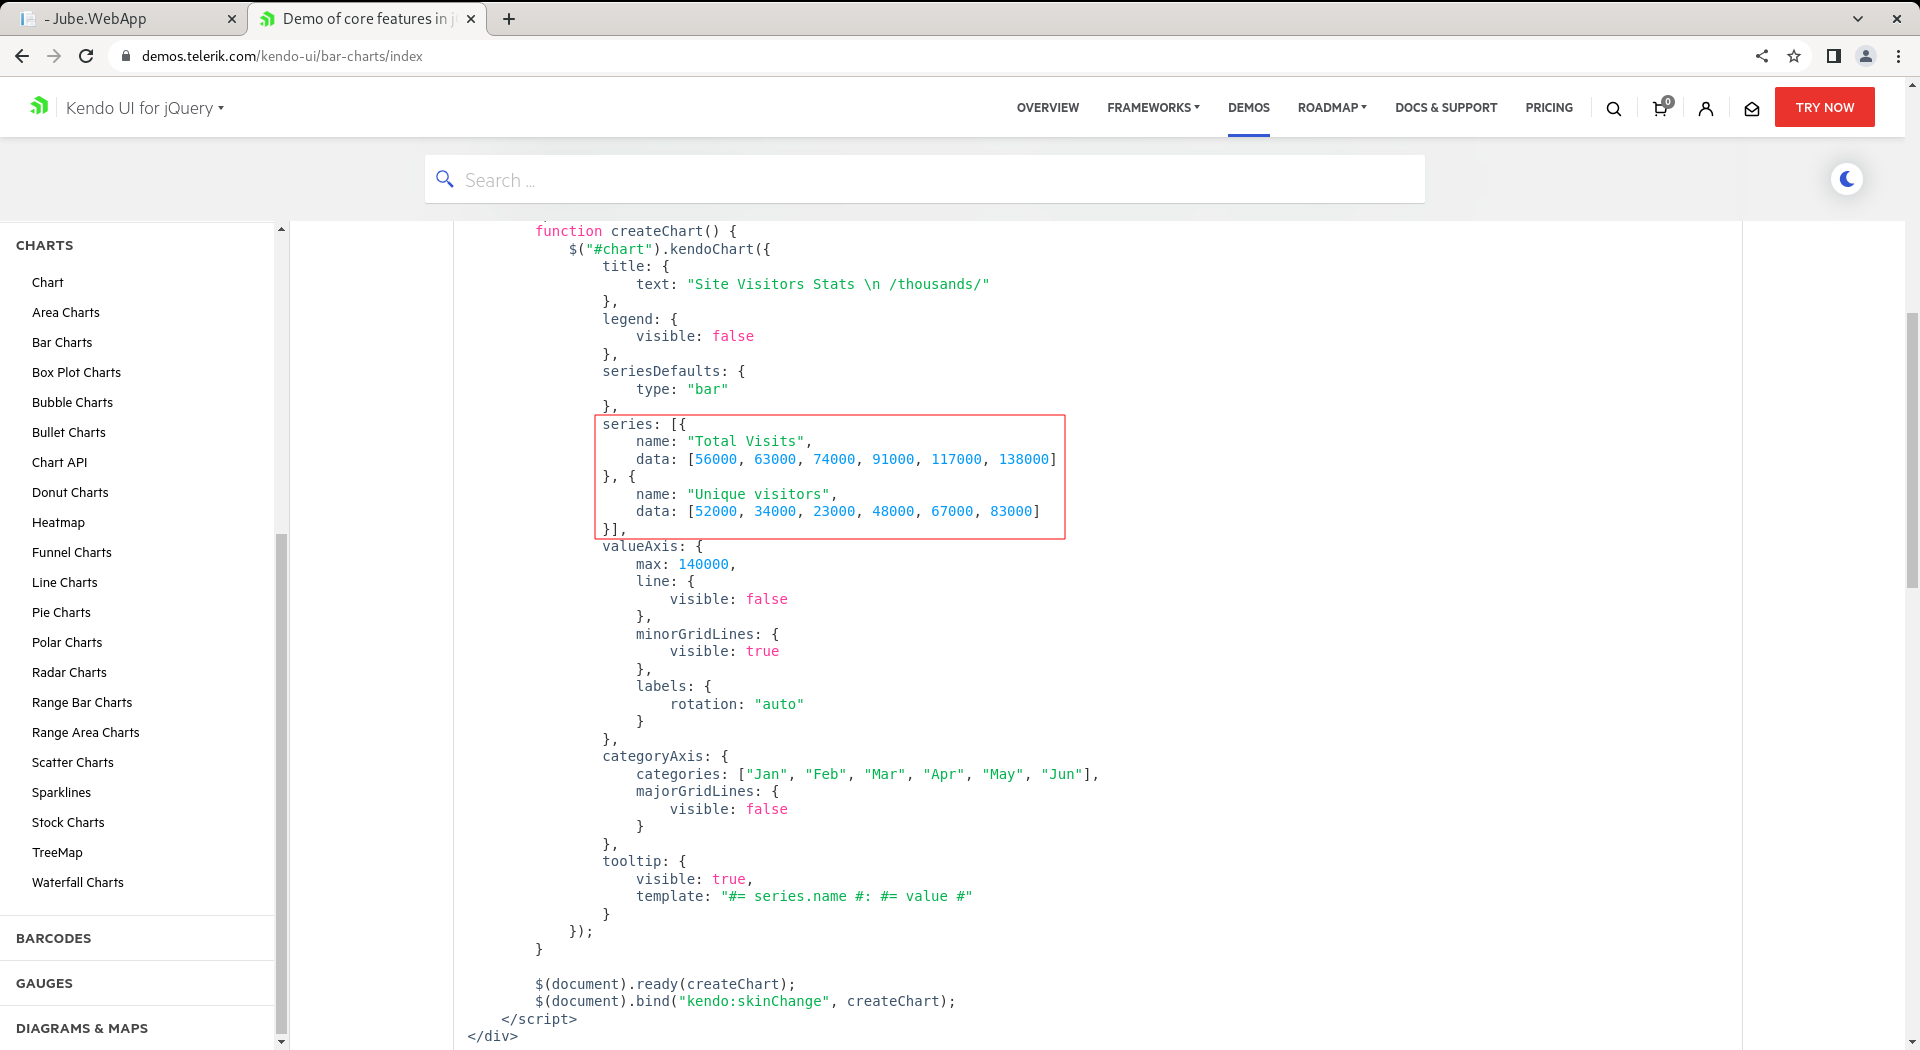 - Jube.WebApp
Demo of core features in j
demos.telerik.com/kendo-ui/bar-charts/index
Kendo UI for jQuery
OVERVIEW
FRAMEWORKS
DEMOS
ROADMAP
DOCS & SUPPORT
PRICING
0
TRY NOW
Search ...
CHARTS
Chart
Area Charts
Bar Charts
Box Plot Charts
Bubble Charts
Bullet Charts
Chart API
Donut Charts
Heatmap
Funnel Charts
Line Charts
Pie Charts
Polar Charts
Radar Charts
Range Bar Charts
Range Area Charts
Scatter Charts
Sparklines
Stock Charts
TreeMap
Waterfall Charts
BARCODES
GAUGES
DIAGRAMS & MAPS
function createChart() {
$("#chart").kendoChart({
title: {
text: "Site Visitors Stats \n /thousands/"
},
legend: {
visible: false
},
seriesDefaults: {
type: "bar"
},
series: [{
name: "Total Visits",
data: [56000, 63000, 74000, 91000, 117000, 138000]
}, {
name: "Unique visitors",
data: [52000, 34000, 23000, 48000, 67000, 83000]
}],
valueAxis: {
max: 140000,
line: {
visible: false
},
minorGridLines: {
visible: true
},
labels: {
rotation: "auto"
}
},
categoryAxis: {
categories: ["Jan", "Feb", "Mar", "Apr", "May", "Jun"],
majorGridLines: {
visible: false
}
},
tooltip: {
visible: true,
template: "#= series.name #: #= value #"
}
});
}
$(document).ready(createChart);
$(document).bind("kendo:skinChange", createChart);
</script>
</div>